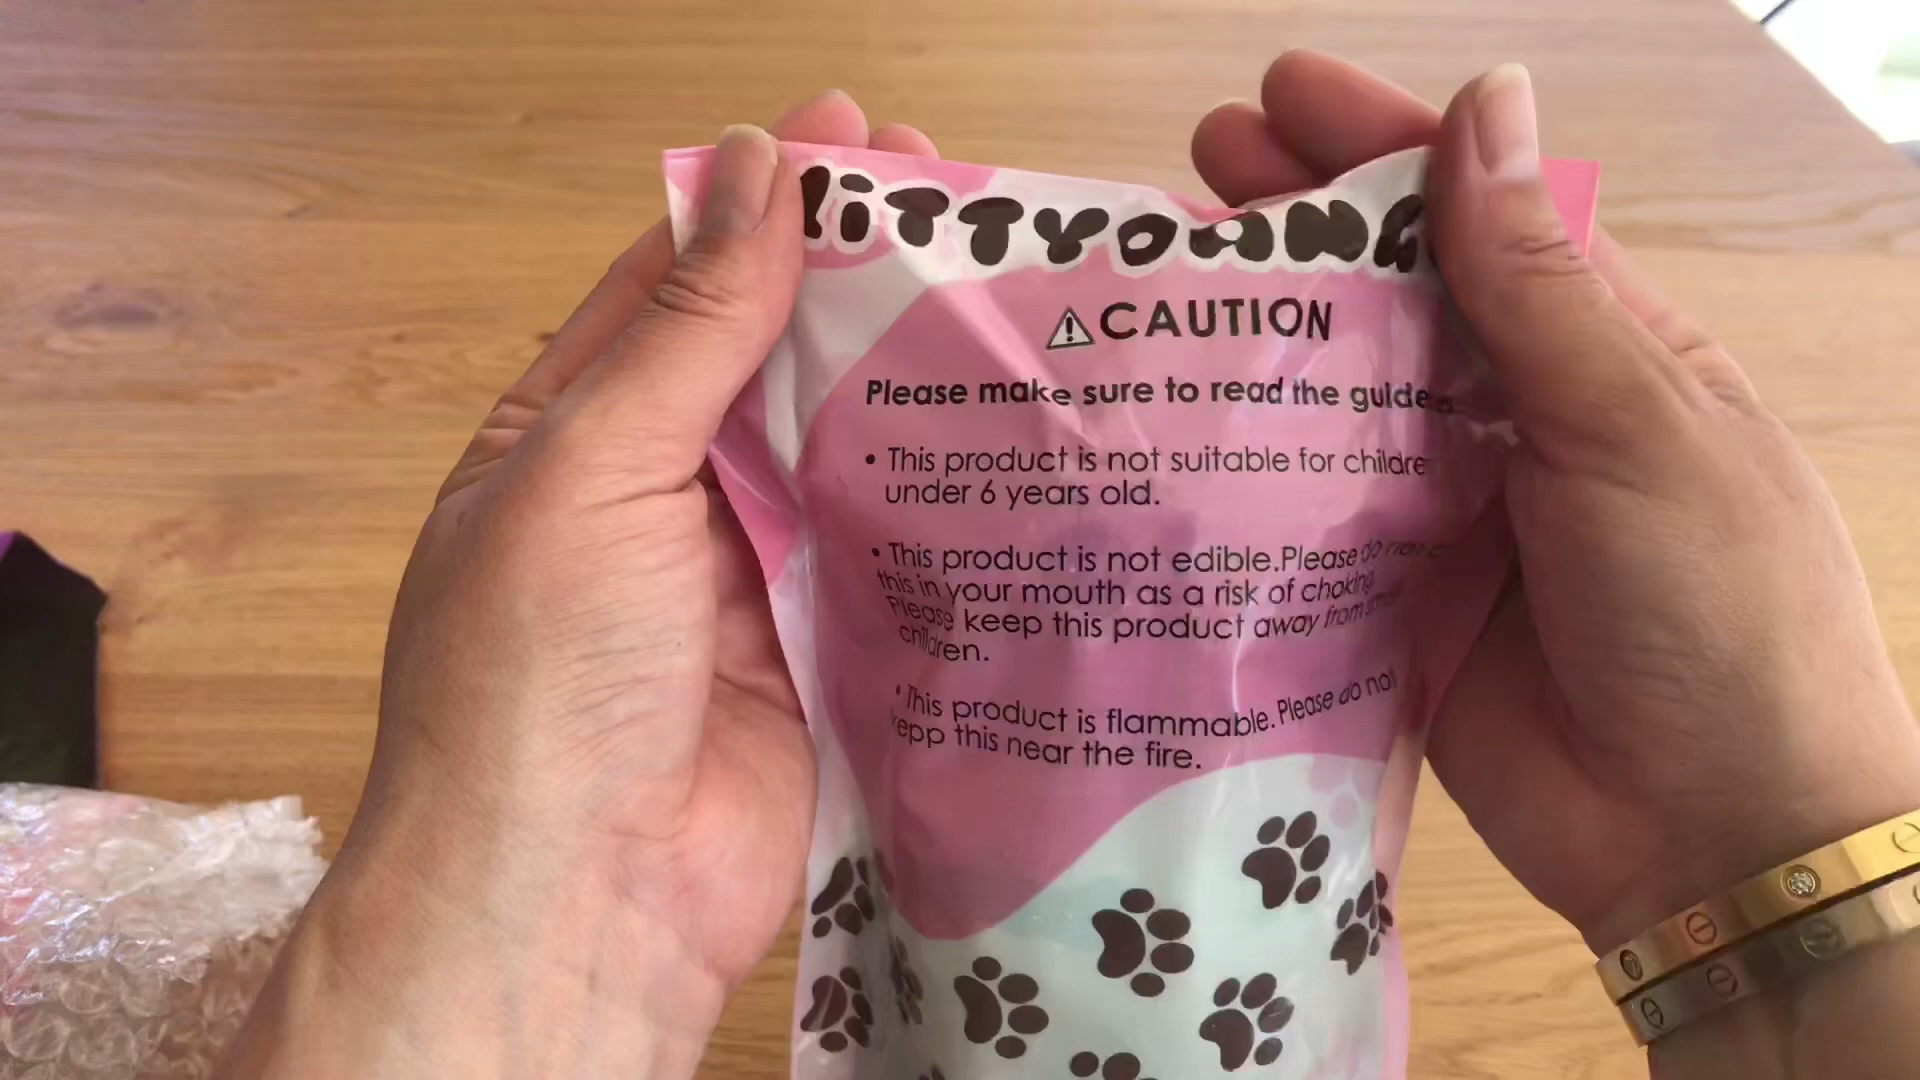 CAUTION
Please make sure to read the guide
This product is not suitable for childre
under 6 years old.
This product is not edible.Please do not
this in your mouth as a risk of choking
Please keep this product away from
children.
This product is flammable.Please do not
kepp this near the fire.